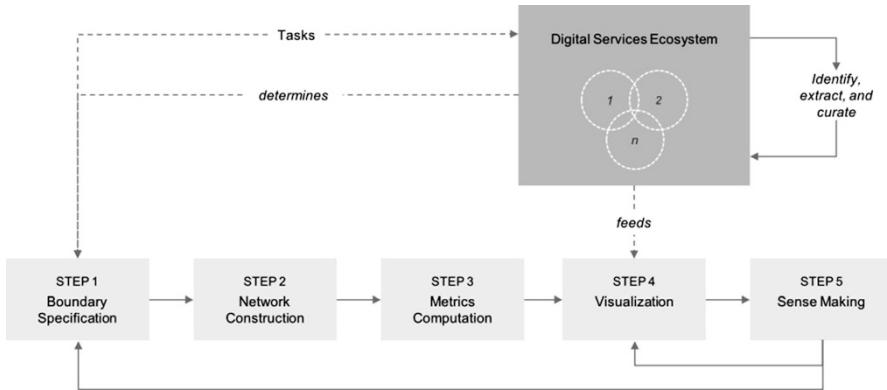 Tasks
Digital Services Ecosystem
Identify,
extract, and
curate
determines
1
2
n
feeds
STEP 1
Boundary
Specification
STEP 2
Network
Construction
STEP 3
Metrics
Computation
STEP 4
Visualization
STEP 5
Sense Making